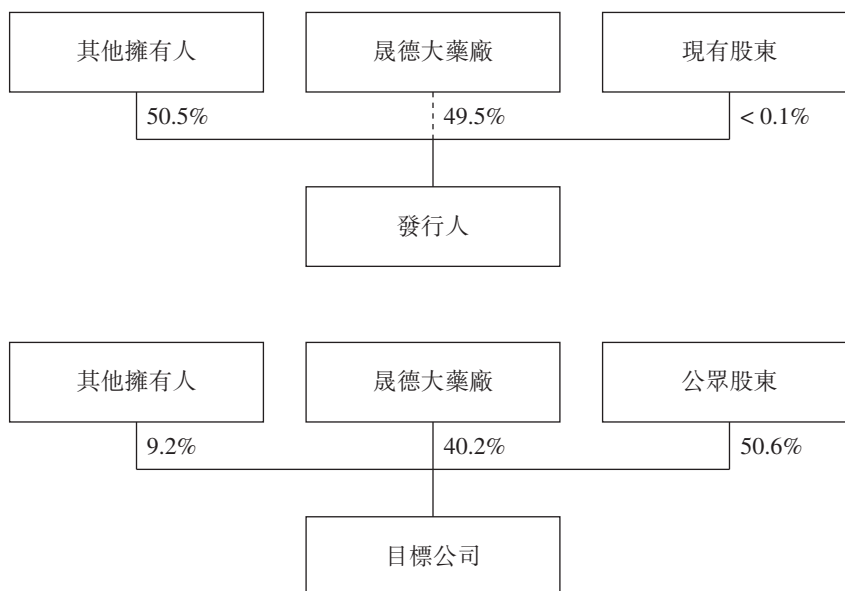 其他擁有人 晟德大藥廠 現有股東
50.5% 49.5% < 0.1%
發行人
其他擁有人 晟德大藥廠 公眾股東
9.2% 40.2% 50.6%
目標公司